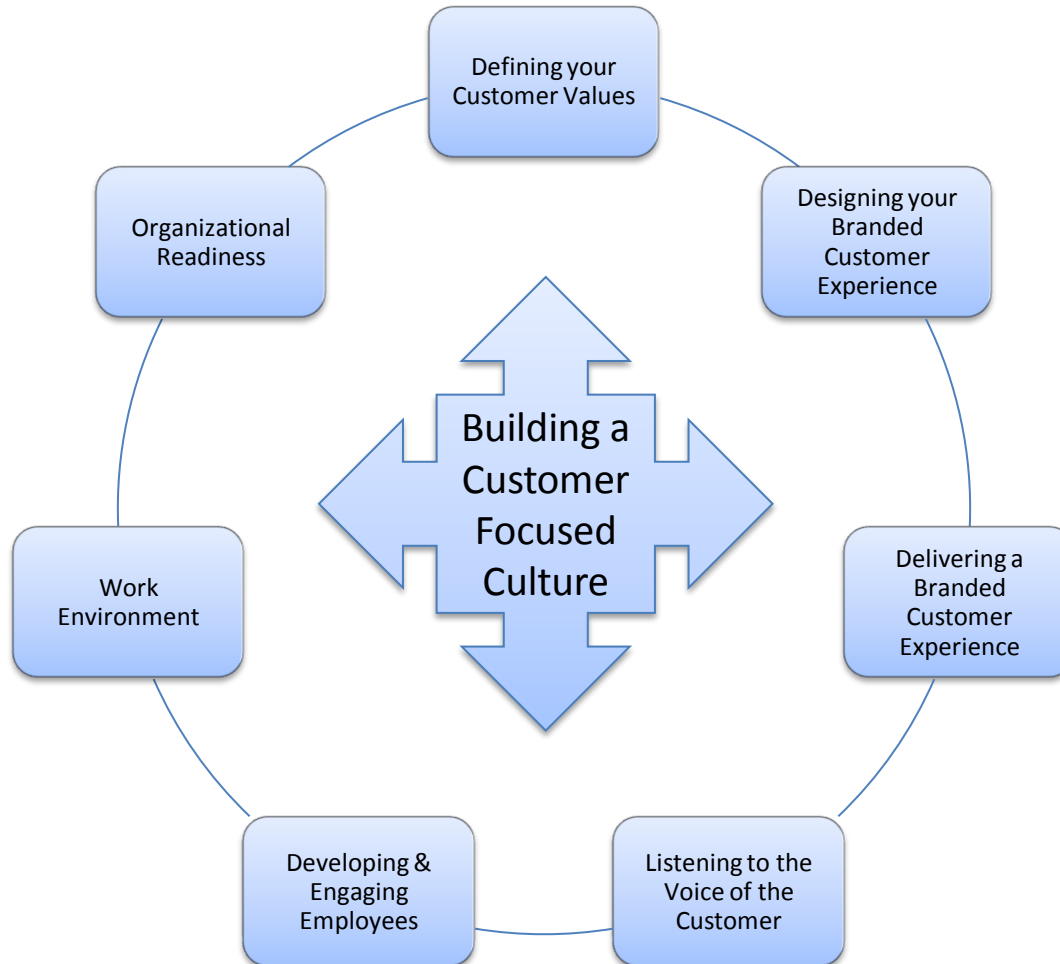 Defining your
Customer Values
Designing your
Branded
Customer
Experience
Delivering a
Branded
Customer
Experience
Listening to the
Voice of the
Customer
Developing &
Engaging
Employees
Work
Environment
Organizational
Readiness
Building a
Customer
Focused
Culture